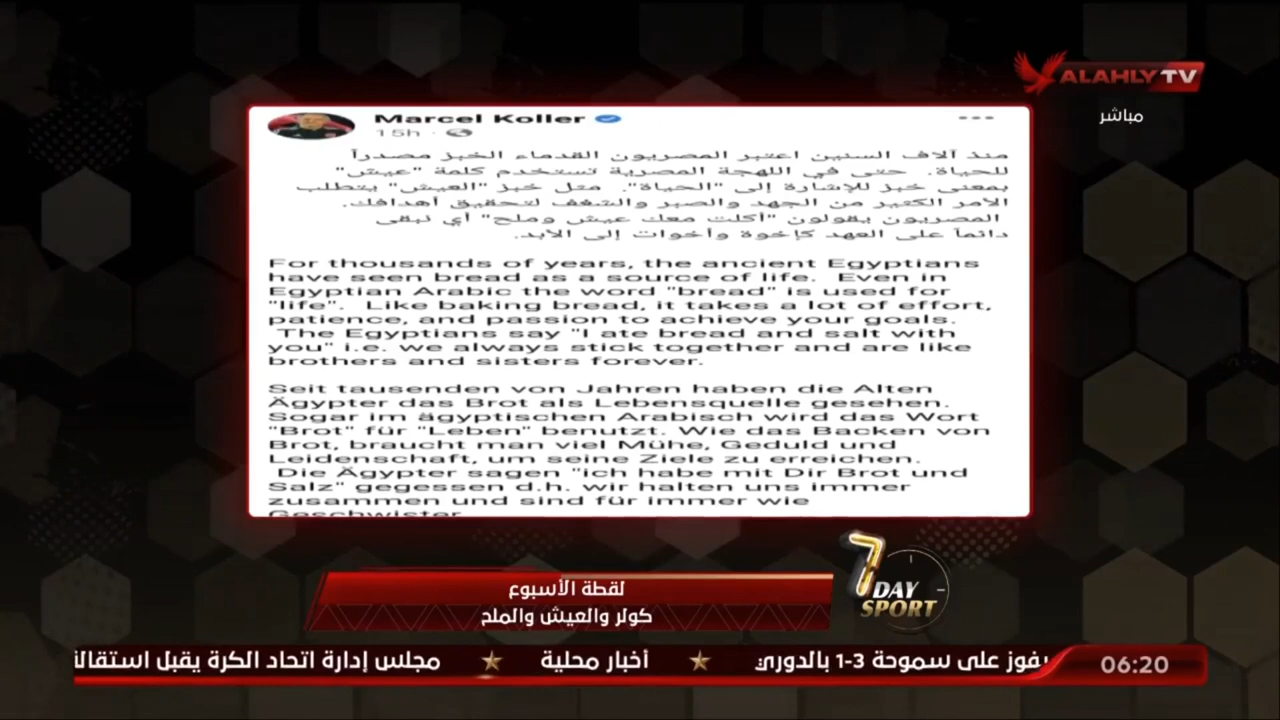 ALAHLY TV
مباشر
Marcel Koller
15h
منذ آلاف السنين اعتبر المصريون القدماء الخبز مصدراً
للحياة. حتى في اللهجة المصرية تستخدم كلمة "عيش"
بمعنى خبز للإشارة إلى "الحياة". مثل خبز "العيش" يتطلب
الأمر الكثير من الجهد والصبر والشغف لتحقيق أهدافك.
المصريون يقولون "أكلت معك عيش وملح" أي نبقى
دائماً على العهد كإخوة وأخوات إلى الأبد.
For thousands of years, the ancient Egyptians
have seen bread as a source of life. Even in
Egyptian Arabic the word "bread" is used for
"life". Like baking bread, it takes a lot of effort,
patience, and passion to achieve your goals.
The Egyptians say "I ate bread and salt with
you" i.e. we always stick together and are like
brothers and sisters forever.
Seit tausenden von Jahren haben die Alten
Ägypter das Brot als Lebensquelle gesehen.
Sogar im ägyptischen Arabisch wird das Wort
"Brot" für "Leben" benutzt. Wie das Backen von
Brot, braucht man viel Mühe, Geduld und
Leidenschaft, um seine Ziele zu erreichen.
Die Ägypter sagen "ich habe mit Dir Brot und
Salz" gegessen d.h. wir halten uns immer
zusammen und sind für immer wie
Geschwister
لقطة الأسبوع
كولر والعيش والملح
7 DAY
SPORT
يفوز على سموحة 3-1 بالدوري ★ أخبار محلية ★ مجلس إدارة اتحاد الكرة يقبل استقالة
06:20